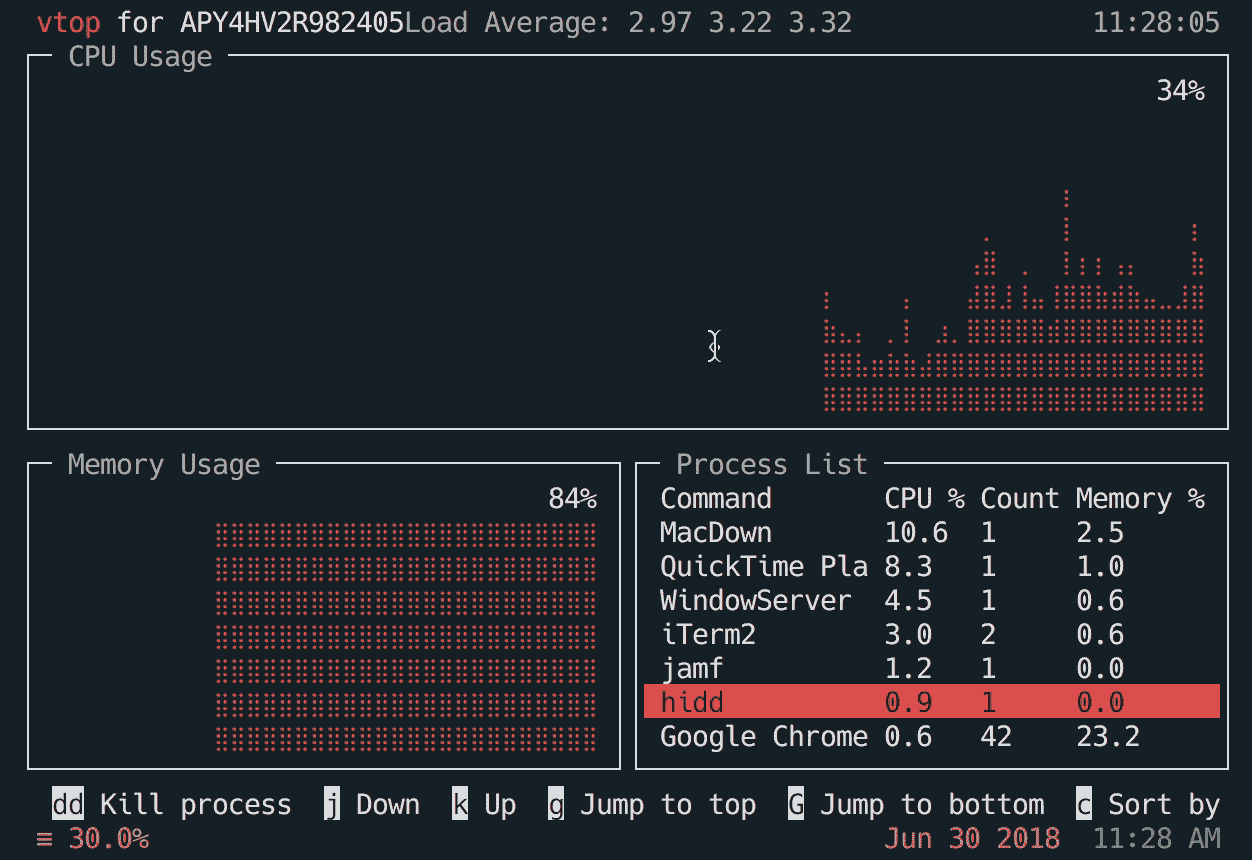 vtop for APY4HV2R982405Load Average: 2.97 3.22 3.32 11:28:05
CPU Usage
34%
Memory Usage
84%
Process List
Command CPU % Count Memory %
MacDown 10.6 1 2.5
QuickTime Pla 8.3 1 1.0
WindowServer 4.5 1 0.6
iTerm2 3.0 2 0.6
jamf 1.2 1 0.0
hidd 0.9 1 0.0
Google Chrome 0.6 42 23.2
dd Kill process j Down k Up g Jump to top G Jump to bottom c Sort by
≡ 30.0% Jun 30 2018 11:28 AM